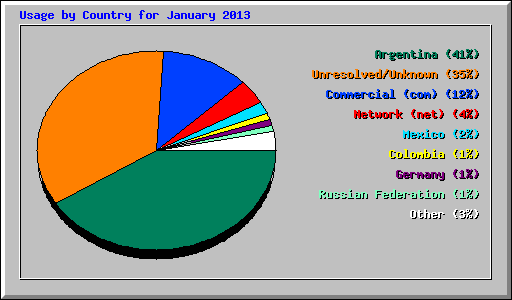 Usage by Country for January 2013
Argentina (41%)
Unresolved/Unknown (35%)
Commercial (com) (12%)
Network (net) (4%)
Mexico (2%)
Colombia (1%)
Germany (1%)
Russian Federation (1%)
Other (3%)